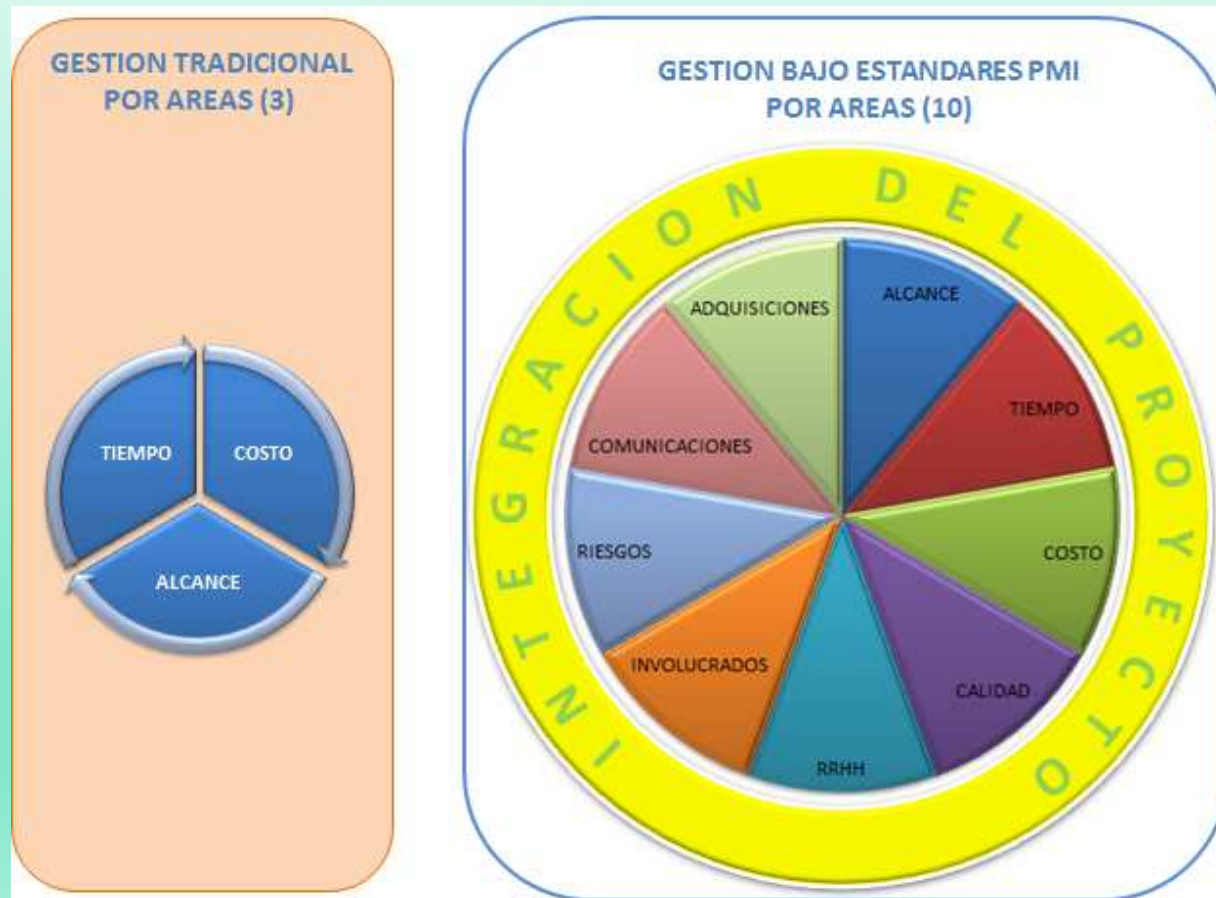 GESTION TRADICIONAL
POR AREAS (3)
TIEMPO
COSTO
ALCANCE
GESTION BAJO ESTANDARES PMI
POR AREAS (10)
INTEGRACION DEL PROYECTO
ALCANCE
TIEMPO
COSTO
CALIDAD
RRHH
INVOLUCRADOS
RIESGOS
COMUNICACIONES
ADQUISICIONES